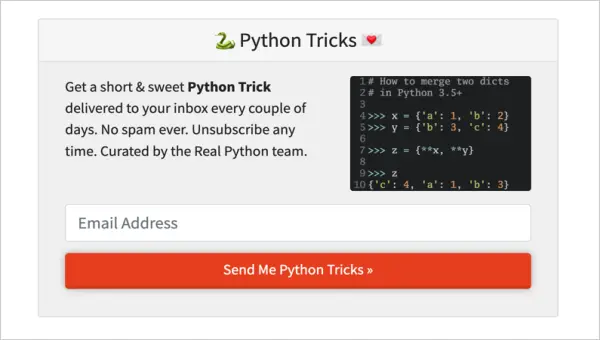 🐍 Python Tricks 💌
Get a short & sweet Python Trick
delivered to your inbox every couple of
days. No spam ever. Unsubscribe any
time. Curated by the Real Python team.
1 # How to merge two dicts
2 # in Python 3.5+
3
4 >>> x = {'a': 1, 'b': 2}
5 >>> y = {'b': 3, 'c': 4}
6
7 >>> z = {**x, **y}
8
9 >>> z
10 {'c': 4, 'a': 1, 'b': 3}
Email Address
Send Me Python Tricks »